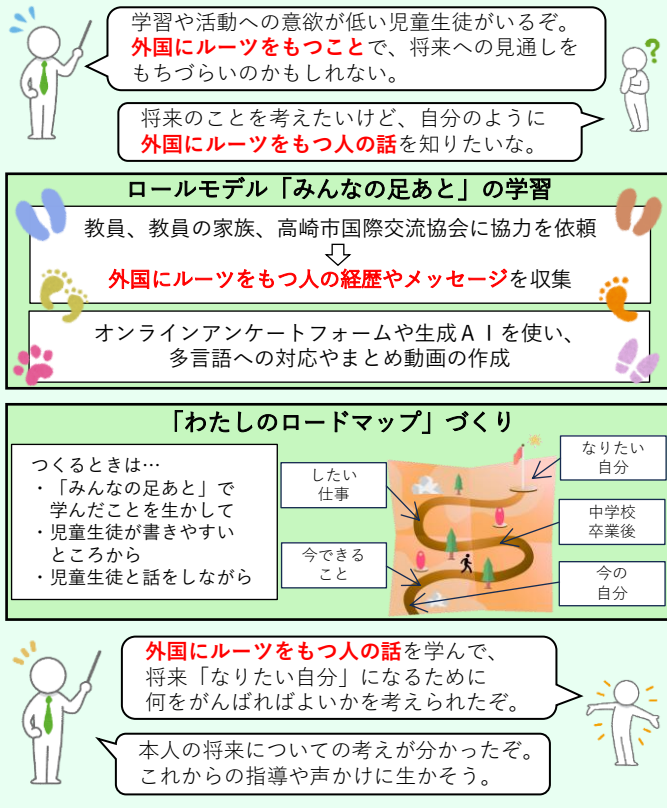 学習や活動への意欲が低い児童生徒がいるぞ。
外国にルーツをもつことで、将来への見通しを
もちづらいのかもしれない。
?
将来のことを考えたいけど、自分のように
外国にルーツをもつ人の話を知りたいな。
ロールモデル「みんなの足あと」の学習
教員、教員の家族、高崎市国際交流協会に協力を依頼
外国にルーツをもつ人の経歴やメッセージを収集
オンラインアンケートフォームや生成ＡＩを使い、
多言語への対応やまとめ動画の作成
「わたしのロードマップ」づくり
つくるときは…
・「みんなの足あと」で
学んだことを生かして
・児童生徒が書きやすい
ところから
・児童生徒と話をしながら
したい
仕事
今できる
こと
なりたい
自分
中学校
卒業後
今の
自分
外国にルーツをもつ人の話を学んで、
将来「なりたい自分」になるために
何をがんばればよいかを考えられたぞ。
本人の将来についての考えが分かったぞ。
これからの指導や声かけに生かそう。